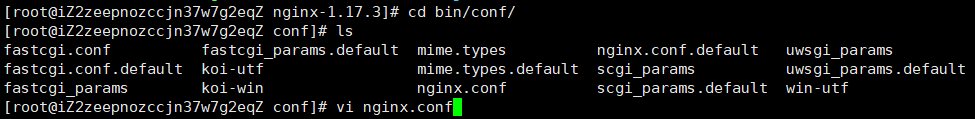 [root@iZ2zeepnozccjn37w7g2eqZ nginx-1.17.3]# cd bin/conf/
[root@iZ2zeepnozccjn37w7g2eqZ conf]# ls
fastcgi.conf fastcgi_params.default mime.types nginx.conf.default uwsgi_params
fastcgi.conf.default koi-utf mime.types.default scgi_params uwsgi_params.default
fastcgi_params koi-win nginx.conf scgi_params.default win-utf
[root@iZ2zeepnozccjn37w7g2eqZ conf]# vi nginx.conf